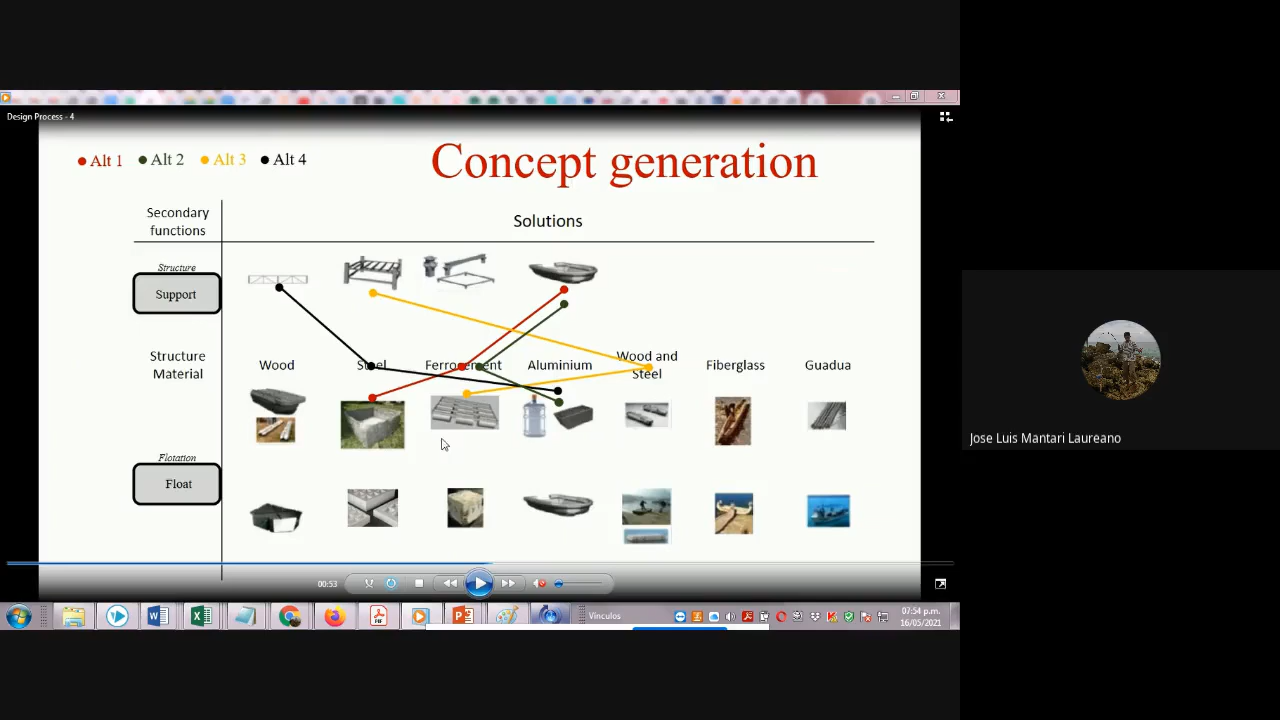 Design Process - 4
Alt 1 Alt 2 Alt 3 Alt 4
Concept generation
Secondary
functions
Solutions
Structure
Support
Structure
Material
Wood
Steel
Ferrocement
Aluminium
Wood and
Steel
Fiberglass
Guadua
Flotation
Float
Jose Luis Mantari Laureano
00:53
Vínculos
07:54 p.m.
16/05/2021